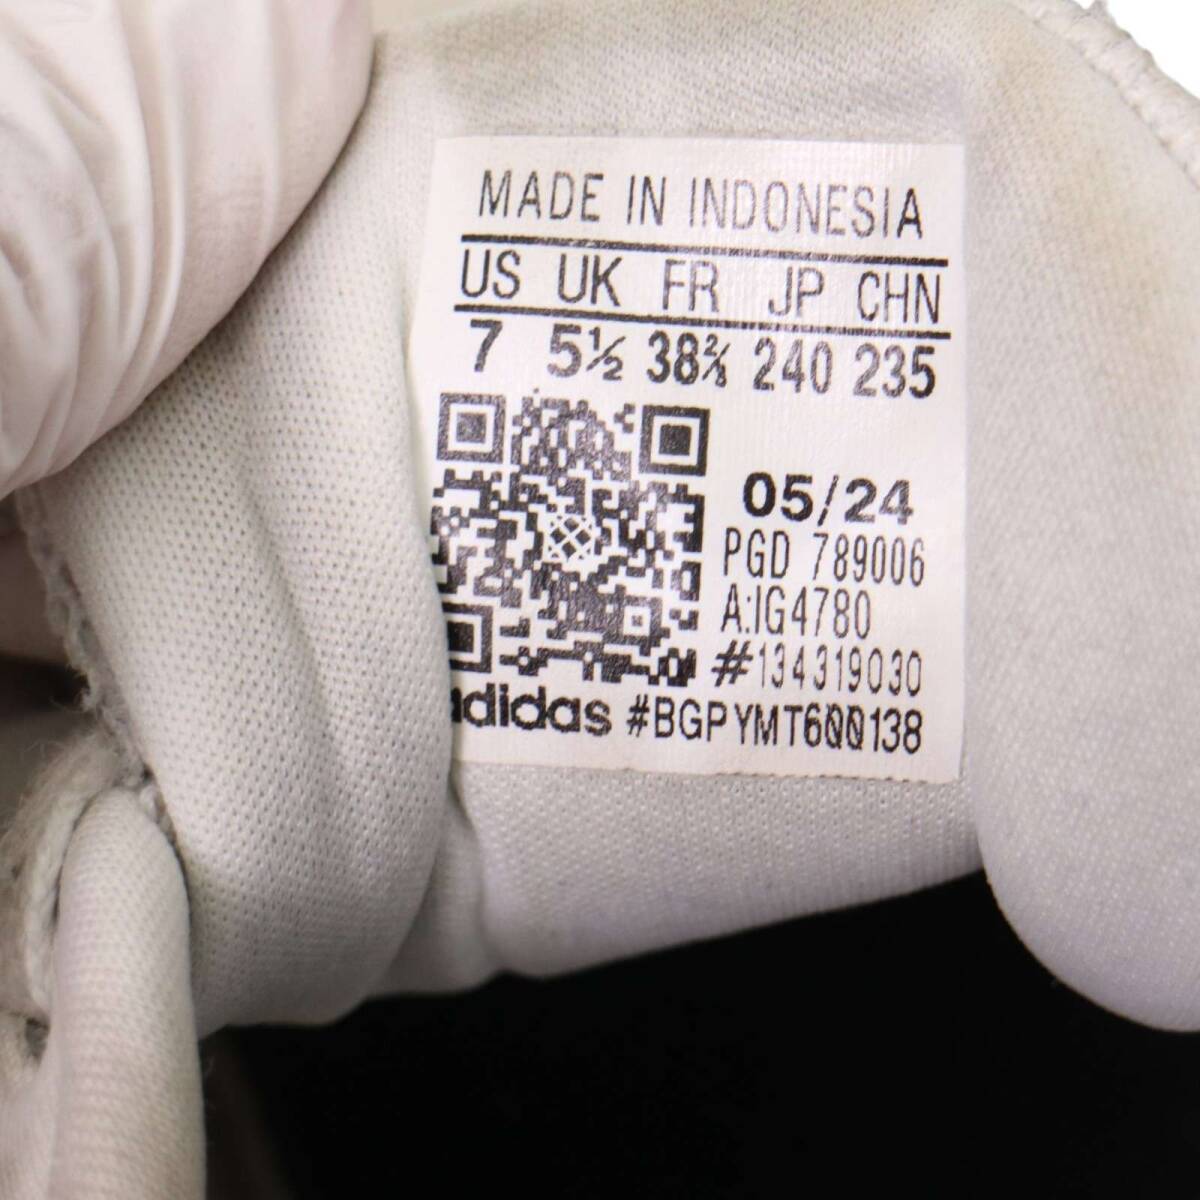 MADE IN INDONESIA
US UK FR JP CHN
7 5½ 38⅔ 240 235
05/24
PGD 789006
A:IG4780
#134319030
adidas #BGPYMT600138